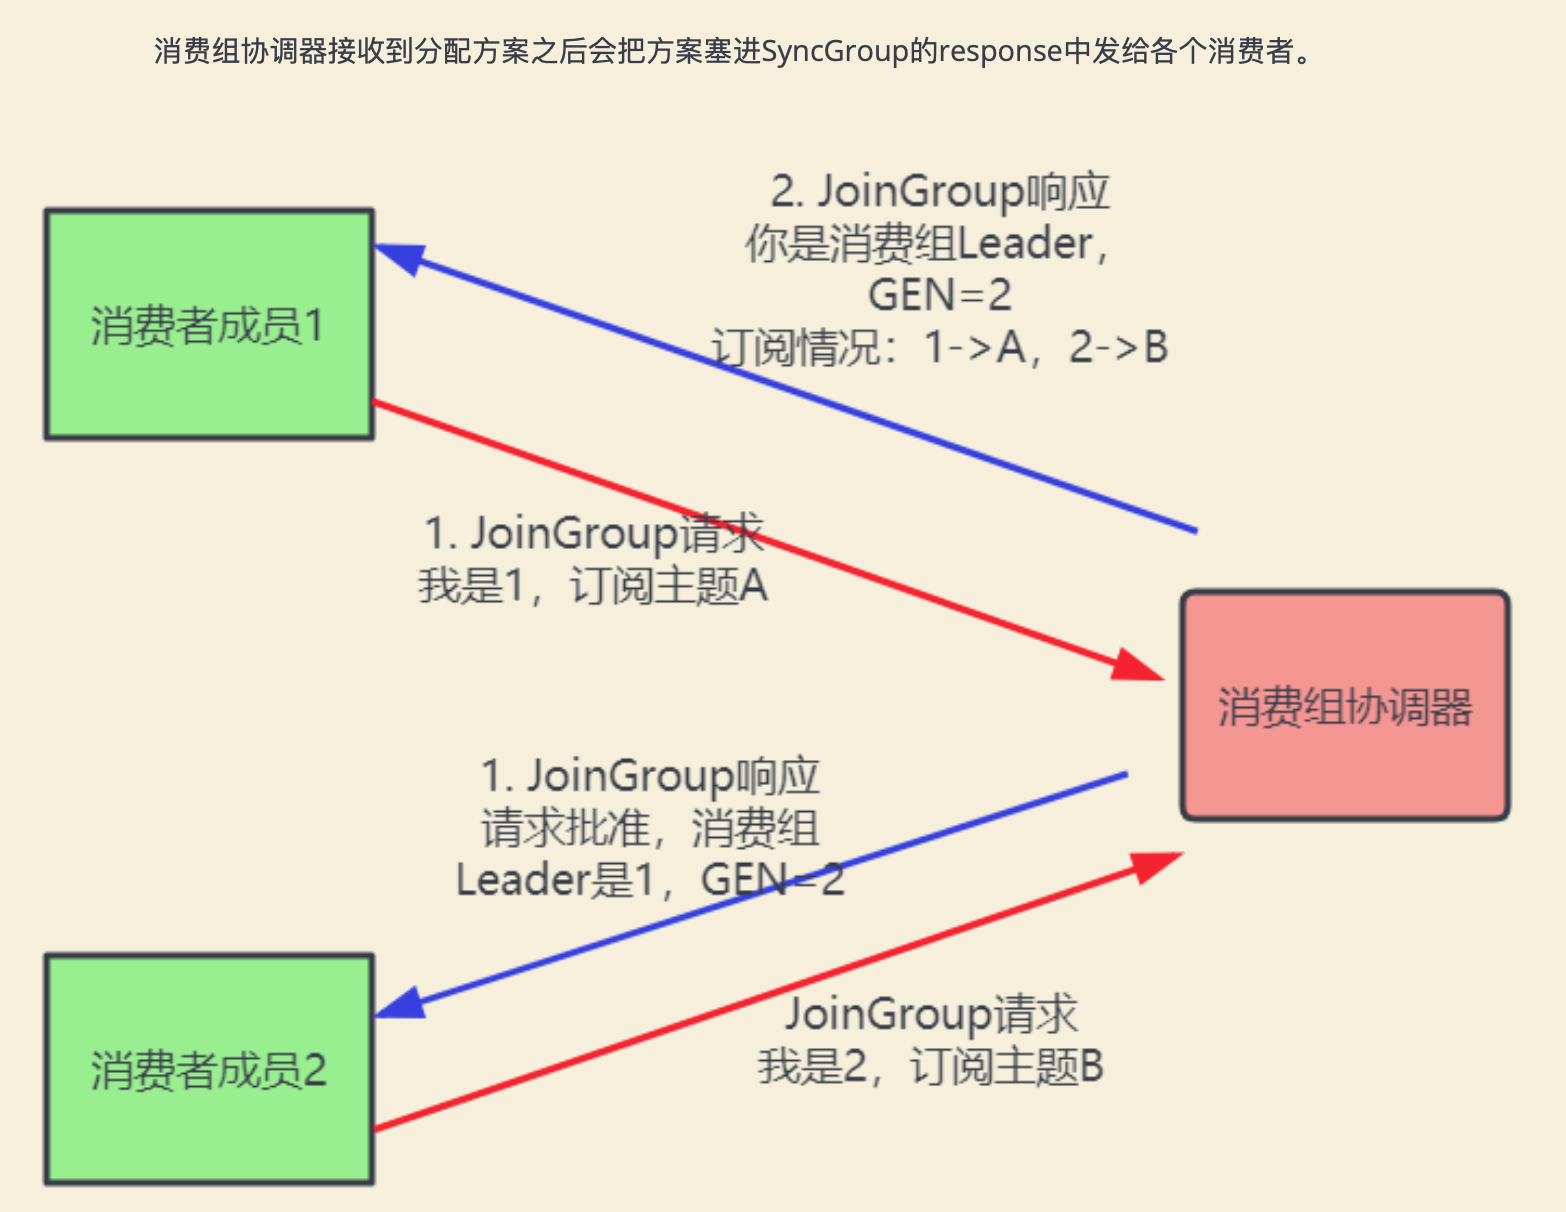 消费组协调器接收到分配方案之后会把方案塞进SyncGroup的response中发给各个消费者。
2. JoinGroup响应
你是消费组Leader，
GEN=2
订阅情况：1->A，2->B
消费者成员1
1. JoinGroup请求
我是1，订阅主题A
消费组协调器
1. JoinGroup响应
请求批准，消费组
Leader是1，GEN=2
JoinGroup请求
我是2，订阅主题B
消费者成员2